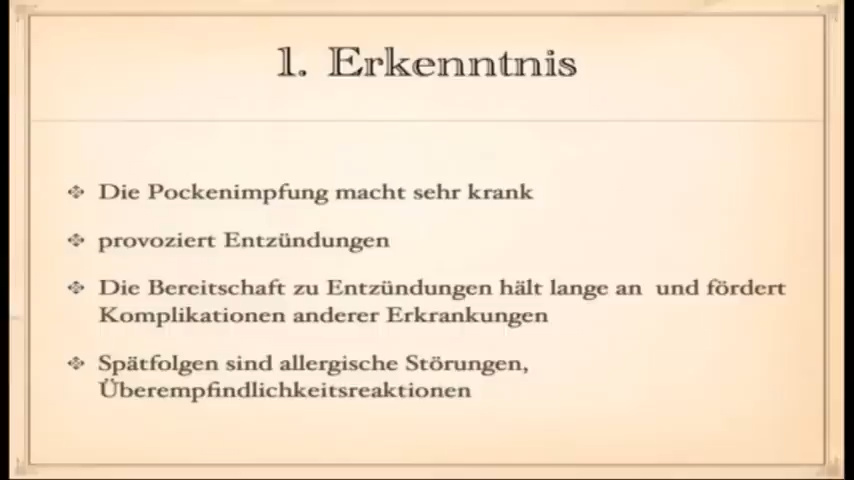 1. Erkenntnis
Die Pockenimpfung macht sehr krank
provoziert Entzündungen
Die Bereitschaft zu Entzündungen hält lange an und fördert
Komplikationen anderer Erkrankungen
Spätfolgen sind allergische Störungen,
Überempfindlichkeitsreaktionen